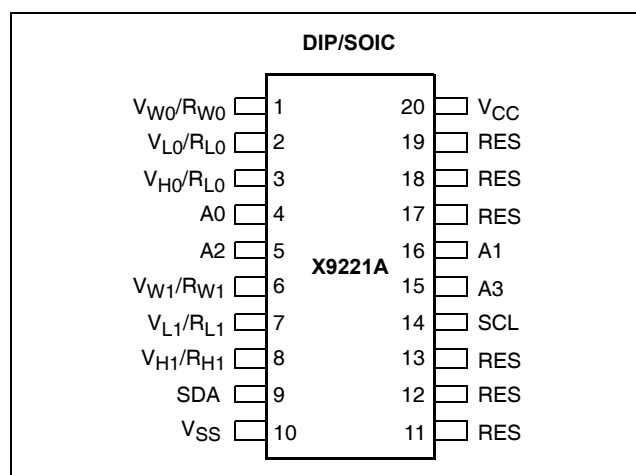 DIP/SOIC
VW0/RW0 1 20 VCC
VL0/RL0 2 19 RES
VH0/RL0 3 18 RES
A0 4 17 RES
A2 5 16 A1
X9221A
VW1/RW1 6 15 A3
VL1/RL1 7 14 SCL
VH1/RH1 8 13 RES
SDA 9 12 RES
VSS 10 11 RES